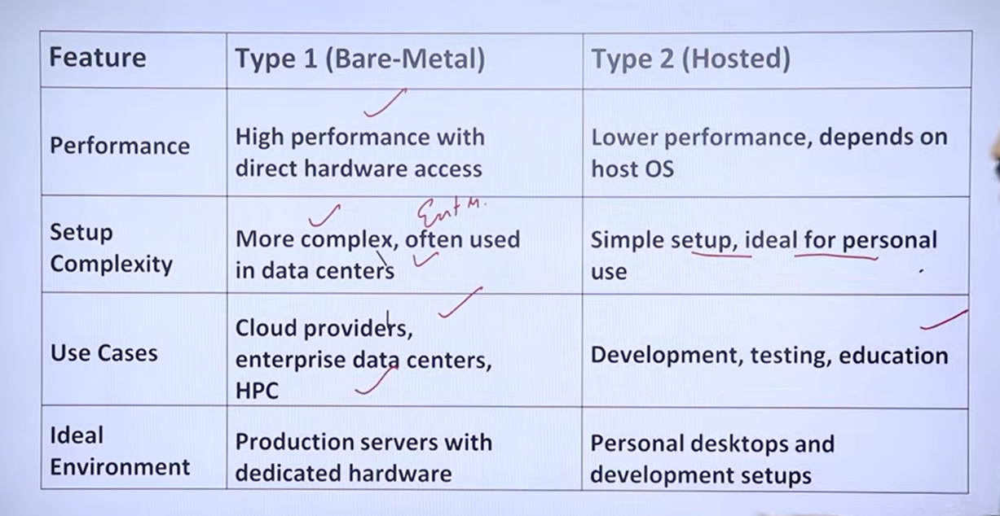 Feature
Type 1 (Bare-Metal)
Type 2 (Hosted)
Performance
High performance with
direct hardware access
Lower performance, depends on
host OS
Setup
Complexity
Ent M.
More complex, often used
in data centers
Simple setup, ideal for personal
use
Use Cases
Cloud providers,
enterprise data centers,
HPC
Development, testing, education
Ideal
Environment
Production servers with
dedicated hardware
Personal desktops and
development setups